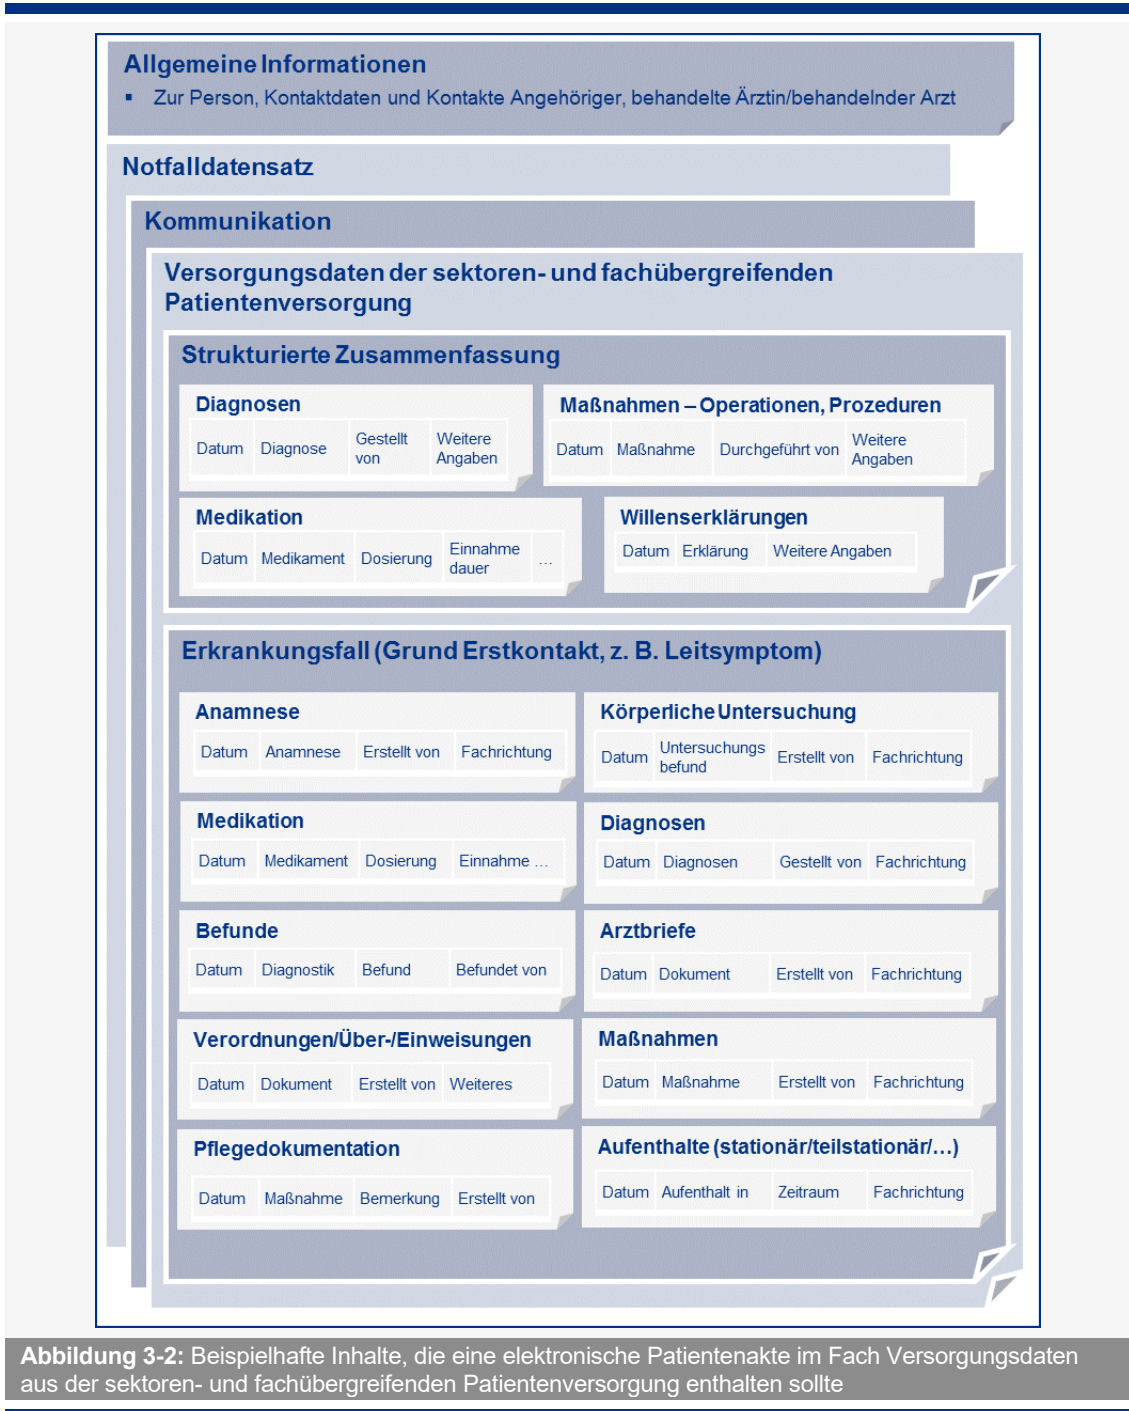 Allgemeine Informationen
▪ Zur Person, Kontaktdaten und Kontakte Angehöriger, behandelte Ärztin/behandelnder Arzt
Notfalldatensatz
Kommunikation
Versorgungsdaten der sektoren- und fachübergreifenden
Patientenversorgung
Strukturierte Zusammenfassung
Diagnosen
Datum Diagnose Gestellt von Weitere Angaben
Maßnahmen – Operationen, Prozeduren
Datum Maßnahme Durchgeführt von Weitere Angaben
Medikation
Datum Medikament Dosierung Einnahme dauer ...
Willenserklärungen
Datum Erklärung Weitere Angaben
Erkrankungsfall (Grund Erstkontakt, z. B. Leitsymptom)
Anamnese
Datum Anamnese Erstellt von Fachrichtung
Körperliche Untersuchung
Datum Untersuchungs befund Erstellt von Fachrichtung
Medikation
Datum Medikament Dosierung Einnahme ...
Diagnosen
Datum Diagnosen Gestellt von Fachrichtung
Befunde
Datum Diagnostik Befund Befundet von
Arztbriefe
Datum Dokument Erstellt von Fachrichtung
Verordnungen/Über-/Einweisungen
Datum Dokument Erstellt von Weiteres
Maßnahmen
Datum Maßnahme Erstellt von Fachrichtung
Pflegedokumentation
Datum Maßnahme Bemerkung Erstellt von
Aufenthalte (stationär/teilstationär/…)
Datum Aufenthalt in Zeitraum Fachrichtung
Abbildung 3-2: Beispielhafte Inhalte, die eine elektronische Patientenakte im Fach Versorgungsdaten
aus der sektoren- und fachübergreifenden Patientenversorgung enthalten sollte